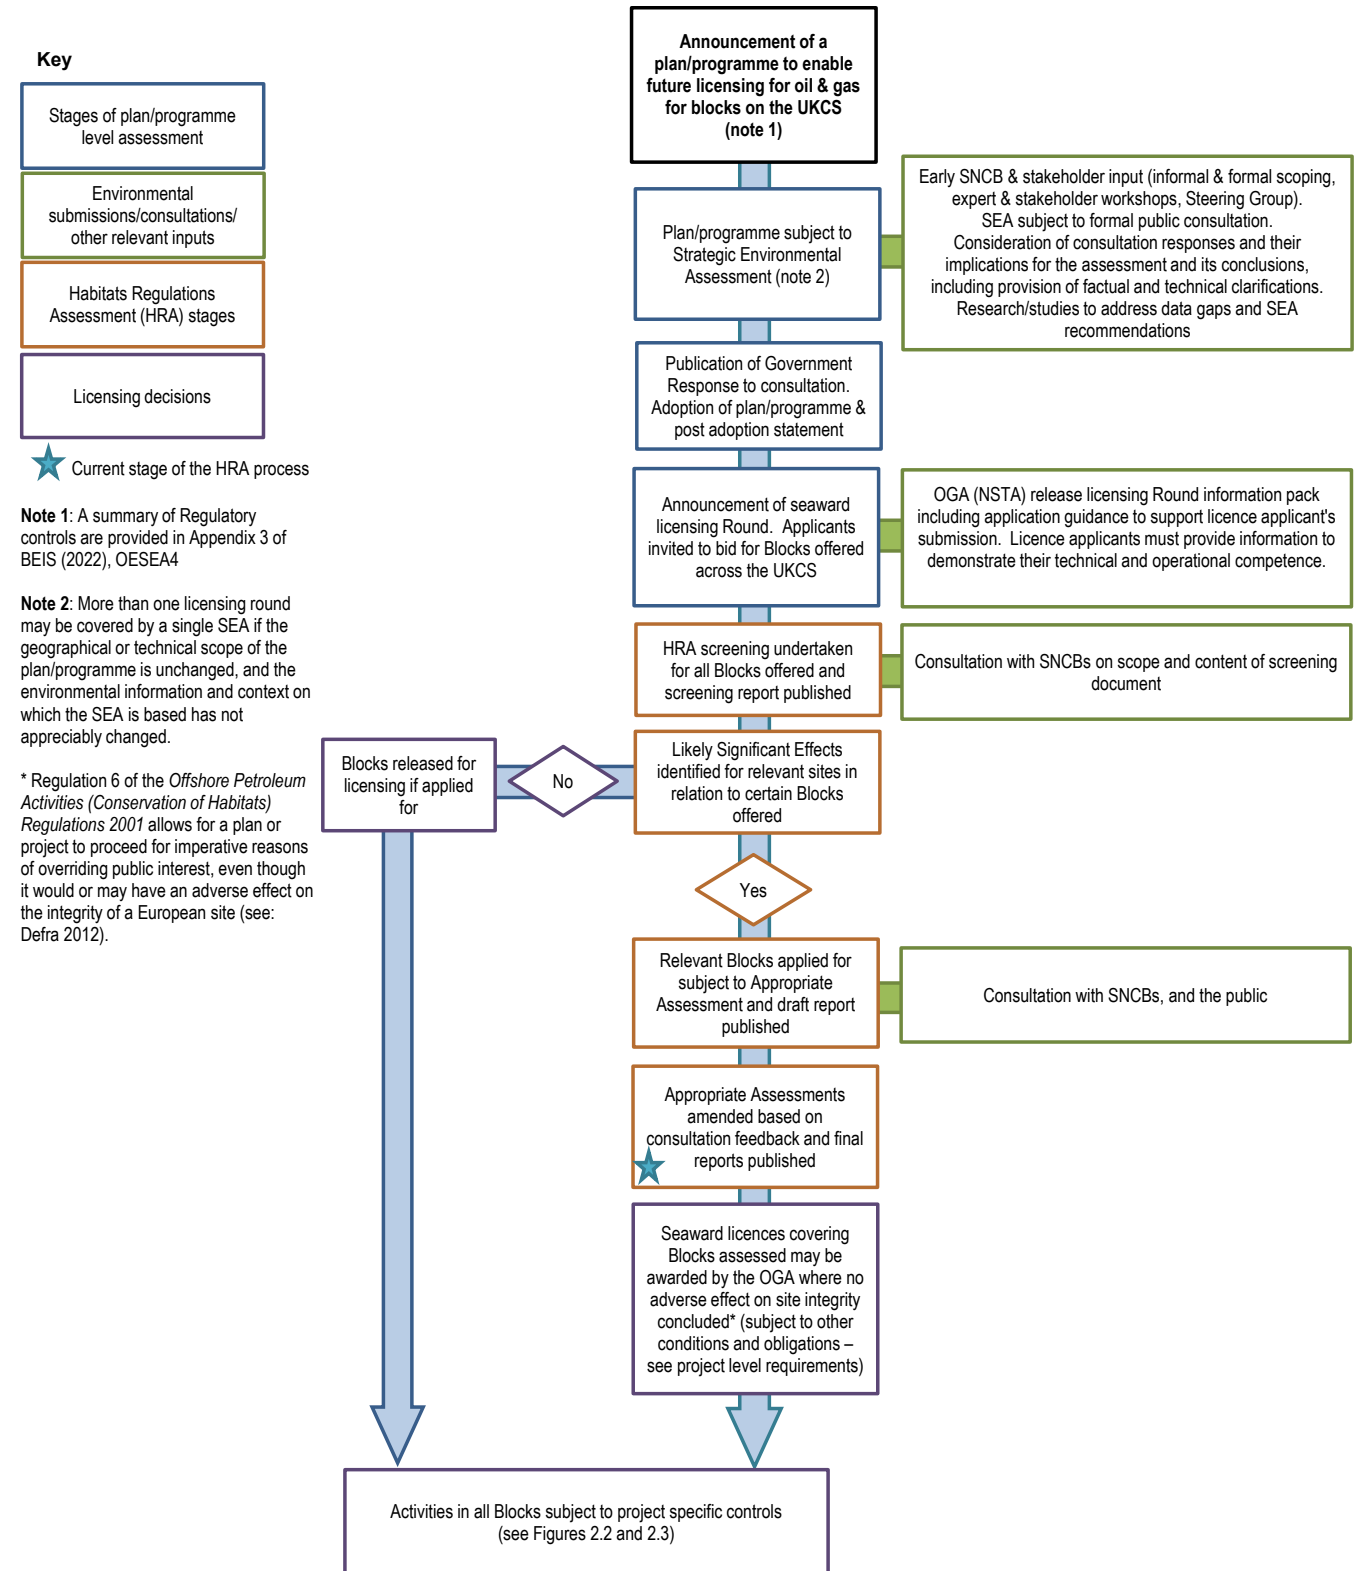 Key
Stages of plan/programme
level assessment
Environmental
submissions/consultations/
other relevant inputs
Habitats Regulations
Assessment (HRA) stages
Licensing decisions
Current stage of the HRA process
Note 1: A summary of Regulatory
controls are provided in Appendix 3 of
BEIS (2022), OESEA4
Note 2: More than one licensing round
may be covered by a single SEA if the
geographical or technical scope of the
plan/programme is unchanged, and the
environmental information and context on
which the SEA is based has not
appreciably changed.
* Regulation 6 of the Offshore Petroleum
Activities (Conservation of Habitats)
Regulations 2001 allows for a plan or
project to proceed for imperative reasons
of overriding public interest, even though
it would or may have an adverse effect on
the integrity of a European site (see:
Defra 2012).
Announcement of a
plan/programme to enable
future licensing for oil & gas
for blocks on the UKCS
(note 1)
Plan/programme subject to
Strategic Environmental
Assessment (note 2)
Early SNCB & stakeholder input (informal & formal scoping,
expert & stakeholder workshops, Steering Group).
SEA subject to formal public consultation.
Consideration of consultation responses and their
implications for the assessment and its conclusions,
including provision of factual and technical clarifications.
Research/studies to address data gaps and SEA
recommendations
Publication of Government
Response to consultation.
Adoption of plan/programme &
post adoption statement
Announcement of seaward
licensing Round.  Applicants
invited to bid for Blocks offered
across the UKCS
OGA (NSTA) release licensing Round information pack
including application guidance to support licence applicant's
submission.  Licence applicants must provide information to
demonstrate their technical and operational competence.
HRA screening undertaken
for all Blocks offered and
screening report published
Consultation with SNCBs on scope and content of screening
document
Likely Significant Effects
identified for relevant sites in
relation to certain Blocks
offered
No
Blocks released for
licensing if applied
for
Yes
Relevant Blocks applied for
subject to Appropriate
Assessment and draft report
published
Consultation with SNCBs, and the public
Appropriate Assessments
amended based on
consultation feedback and final
reports published
Seaward licences covering
Blocks assessed may be
awarded by the OGA where no
adverse effect on site integrity
concluded* (subject to other
conditions and obligations –
see project level requirements)
Activities in all Blocks subject to project specific controls
(see Figures 2.2 and 2.3)